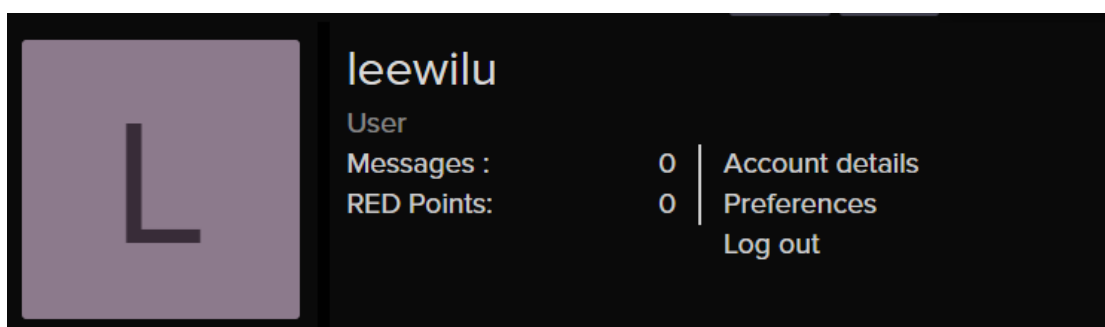 L
leewilu
User
Messages : 0
RED Points: 0
Account details
Preferences
Log out